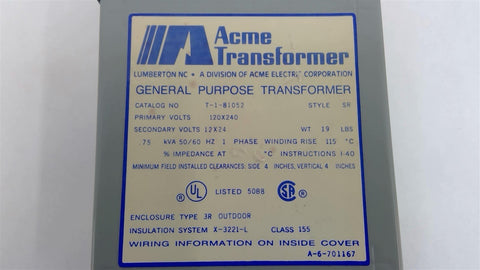 Acme
Transformer
LUMBERTON NC • A DIVISION OF ACME ELECTRIC CORPORATION
GENERAL PURPOSE TRANSFORMER
CATALOG NO T-1-81052 STYLE SR
PRIMARY VOLTS 120X240
SECONDARY VOLTS 12X24 WT 19 LBS
.75 kVA 50/60 HZ 1 PHASE WINDING RISE 115 °C
% IMPEDANCE AT °C INSTRUCTIONS I-40
MINIMUM FIELD INSTALLED CLEARANCES: SIDE 4 INCHES, VERTICAL 4 INCHES
® UL LISTED 5088 SA ®
ENCLOSURE TYPE 3R OUTDOOR
INSULATION SYSTEM X-3221-L CLASS 155
WIRING INFORMATION ON INSIDE COVER
A-6-701167